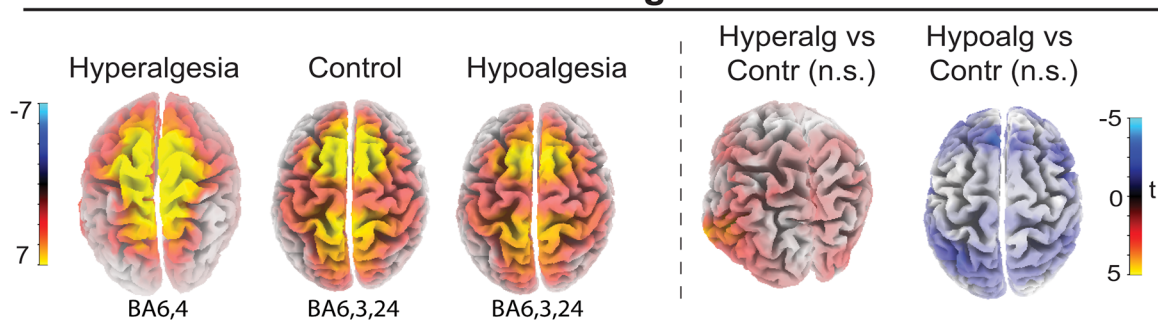 Hyperalgesia
Control
Hypoalgesia
Hyperalg vs
Contr (n.s.)
Hypoalg vs
Contr (n.s.)
-7
7
-5
0
t
5
BA6,4
BA6,3,24
BA6,3,24